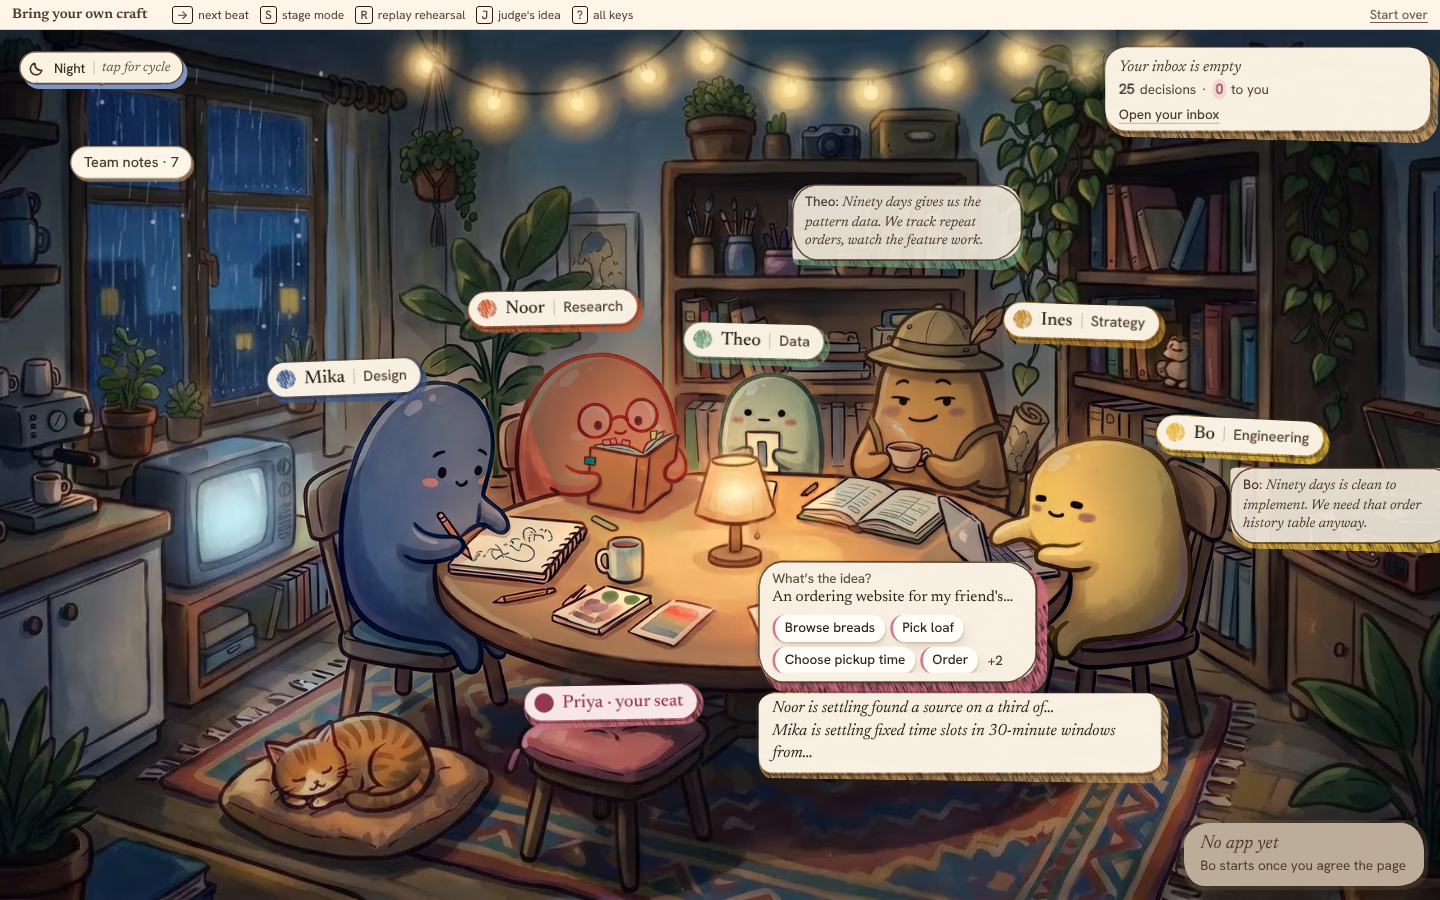 Bring your own craft
→ next beat
S stage mode
R replay rehearsal
J judge's idea
? all keys
Start over
Night | tap for cycle
Your inbox is empty
25 decisions · 0 to you
Open your inbox
Team notes · 7
Theo: Ninety days gives us the
pattern data. We track repeat
orders, watch the feature work.
Noor | Research
Ines | Strategy
Theo | Data
Mika | Design
Bo | Engineering
Bo: Ninety days is clean to
implement. We need that order
history table anyway.
What's the idea?
An ordering website for my friend's...
Browse breads
Pick loaf
Choose pickup time
Order
+2
Priya · your seat
Noor is settling found a source on a third of...
Mika is settling fixed time slots in 30-minute windows
from...
No app yet
Bo starts once you agree the page